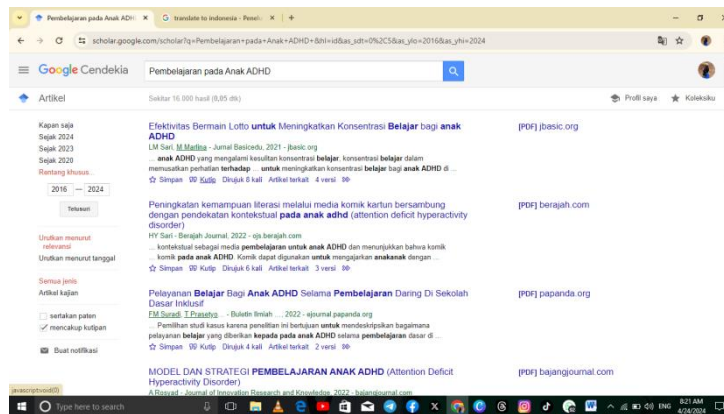 Pembelajaran pada Anak ADH
translate to indonesia - Penelu
scholar.google.com/scholar?q=Pembelajaran+pada+Anak+ADHD+&hl=id&as_sdt=0%2C5&as_ylo=2016&as_yhi=2024
Google Cendekia
Pembelajaran pada Anak ADHD
Artikel
Sekitar 16.000 hasil (0,05 dtk)
Profil saya
Koleksiku
Kapan saja
Sejak 2024
Sejak 2023
Sejak 2020
Rentang khusus...
2016 — 2024
Telusuri
Urutkan menurut
relevansi
Urutkan menurut tanggal
Semua jenis
Artikel kajian
sertakan paten
mencakup kutipan
Buat notifikasi
Efektivitas Bermain Lotto untuk Meningkatkan Konsentrasi Belajar bagi anak
ADHD
LM Sari, M Marlina - Jurnal Basicedu, 2021 - jbasic.org
... anak ADHD yang mengalami kesulitan konsentrasi belajar. konsentrasi belajar dalam
memusatkan perhatian terhadap ... untuk meningkatkan konsentrasi belajar bagi anak ADHD di ...
Simpan Kutip Dirujuk 8 kali Artikel terkait 4 versi
[PDF] jbasic.org
Peningkatan kemampuan literasi melalui media komik kartun bersambung
dengan pendekatan kontekstual pada anak adhd (attention deficit hyperactivity
disorder)
HY Sari - Berajah Journal, 2022 - ojs.berajah.com
... kontekstual sebagai media pembelajaran untuk anak ADHD dan menunjukkan bahwa komik
... komik pada anak ADHD. Komik dapat digunakan untuk mengajarkan anakanak dengan ...
Simpan Kutip Dirujuk 6 kali Artikel terkait 3 versi
[PDF] berajah.com
Pelayanan Belajar Bagi Anak ADHD Selama Pembelajaran Daring Di Sekolah
Dasar Inklusif
FM Suradi, T Prasetyo... - Buletin Ilmiah ..., 2022 - ejournal.papanda.org
... Pemilihan studi kasus karena penelitian ini bertujuan untuk mendeskripsikan bagaimana
pelayanan belajar yang diberikan kepada pada anak ADHD selama pembelajaran dasar di ...
Simpan Kutip Dirujuk 4 kali Artikel terkait 2 versi
[PDF] papanda.org
MODEL DAN STRATEGI PEMBELAJARAN ANAK ADHD (Attention Deficit
Hyperactivity Disorder)
A Rosyad - Journal of Innovation Research and Knowledge, 2022 - bajangjournal.com
[PDF] bajangjournal.com
javascript:void(0)
Type here to search
ENG
8:21 AM
4/24/2024